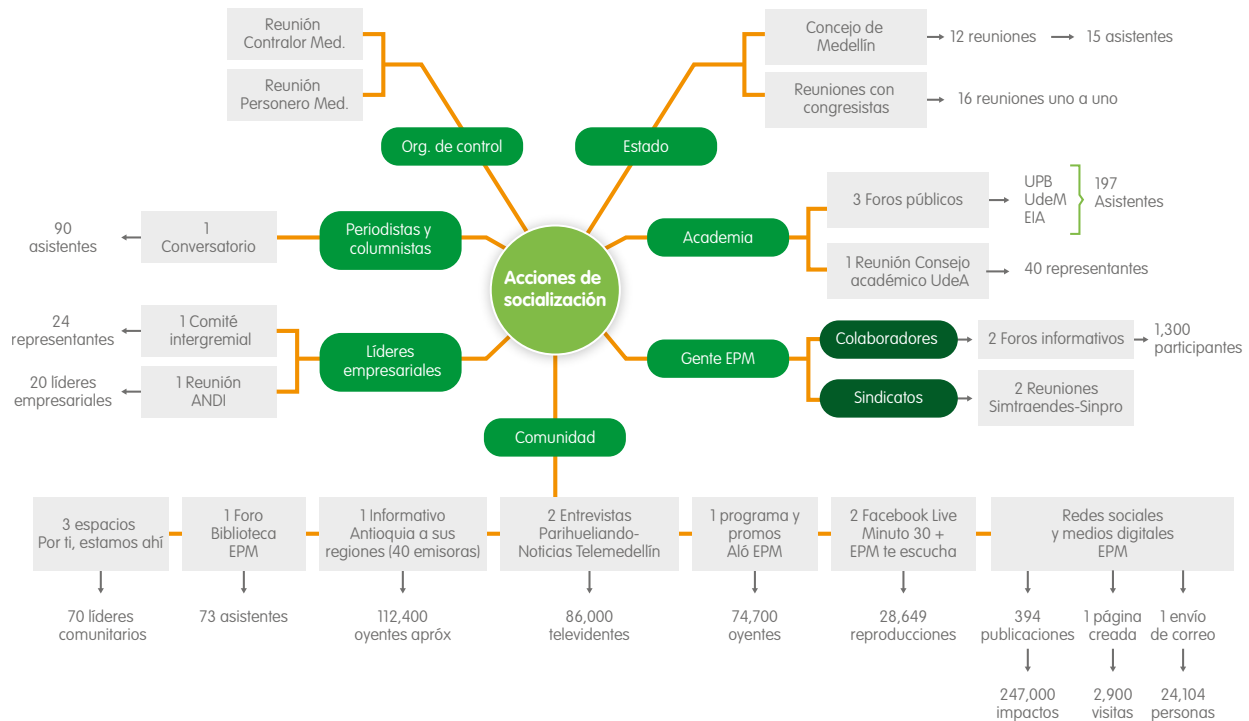 Reunión
Contralor Med.
Reunión
Personero Med.
Org. de control
Concejo de
Medellín
12 reuniones
15 asistentes
Reuniones con
congresistas
16 reuniones uno a uno
Estado
90
asistentes
1
Conversatorio
Periodistas y
columnistas
Academia
3 Foros públicos
UPB
UdeM
EIA
197
Asistentes
1 Reunión Consejo
académico UdeA
40 representantes
Acciones de
socialización
24
representantes
1 Comité
intergremial
20 líderes
empresariales
1 Reunión
ANDI
Líderes
empresariales
Gente EPM
Colaboradores
2 Foros informativos
1,300
participantes
Sindicatos
2 Reuniones
Simtraendes-Sinpro
Comunidad
3 espacios
Por ti, estamos ahí
70 líderes
comunitarios
1 Foro
Biblioteca
EPM
73 asistentes
1 Informativo
Antioquia a sus
regiones (40 emisoras)
112,400
oyentes apróx
2 Entrevistas
Parihueliando-
Noticias Telemedellín
86,000
televidentes
1 programa y
promos
Aló EPM
74,700
oyentes
2 Facebook Live
Minuto 30 +
EPM te escucha
28,649
reproducciones
Redes sociales
y medios digitales
EPM
394
publicaciones
247,000
impactos
1 página
creada
2,900
visitas
1 envío
de correo
24,104
personas